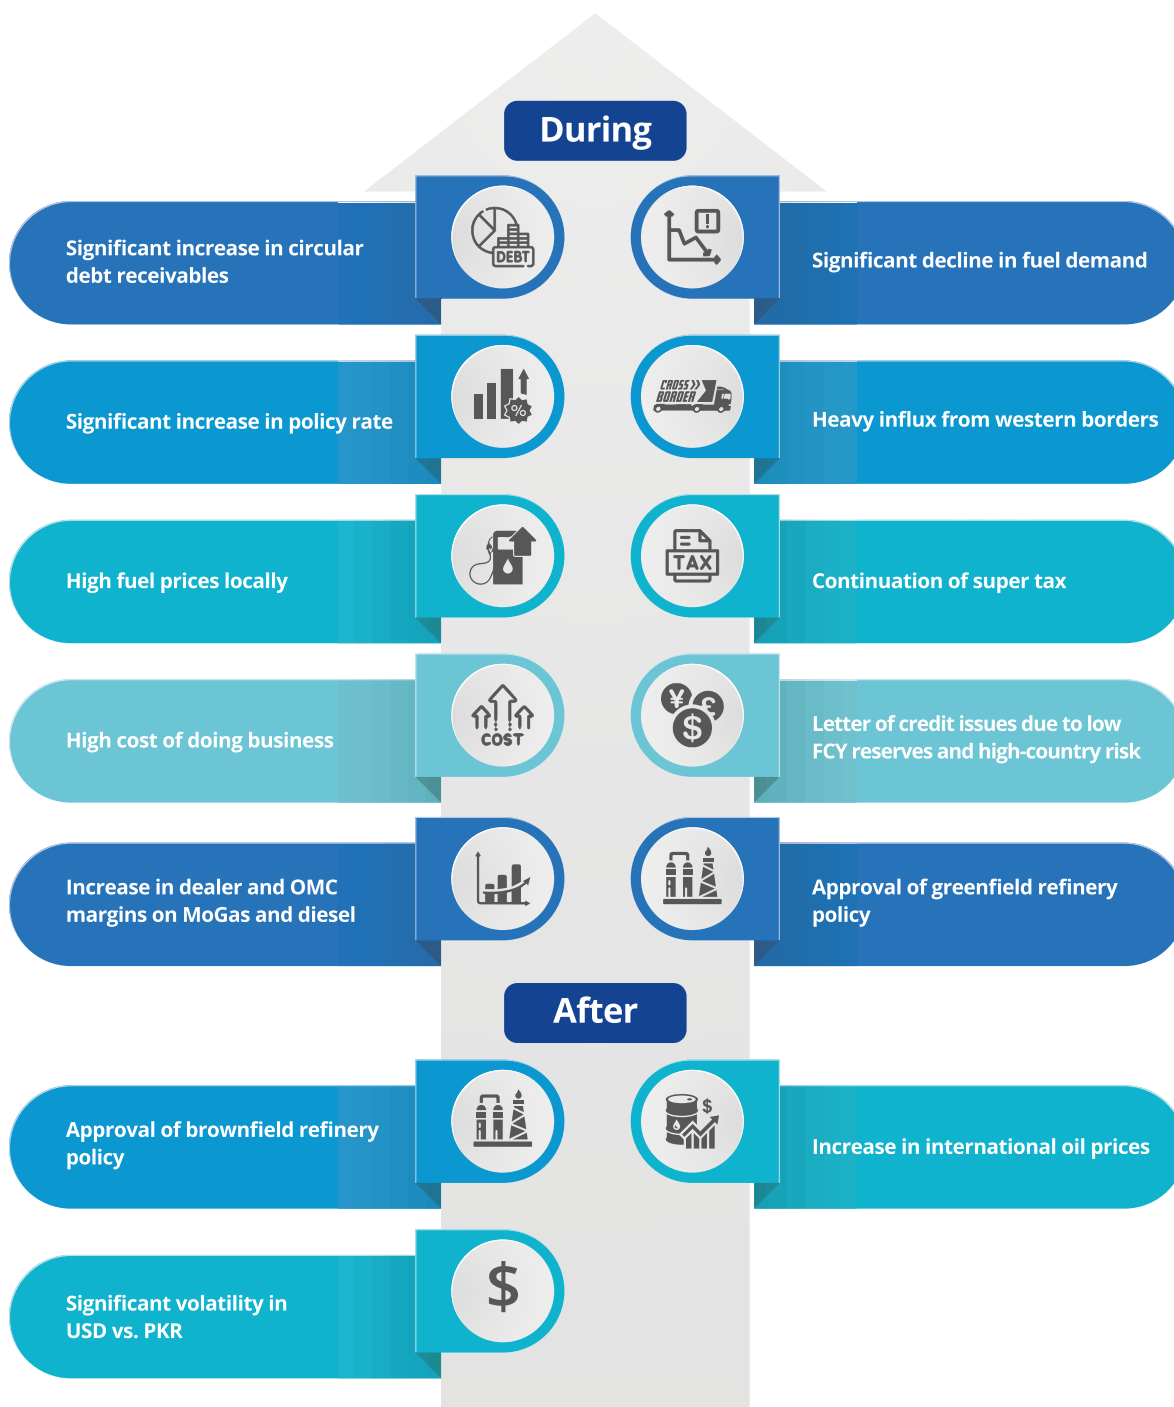 During
Significant increase in circular
debt receivables
DEBT
Significant decline in fuel demand
Significant increase in policy rate
%
CROSS
BORDER
Heavy influx from western borders
High fuel prices locally
TAX
Continuation of super tax
High cost of doing business
COST
¥ £
$
Letter of credit issues due to low
FCY reserves and high-country risk
Increase in dealer and OMC
margins on MoGas and diesel
Approval of greenfield refinery
policy
After
Approval of brownfield refinery
policy
$
Increase in international oil prices
Significant volatility in
USD vs. PKR
$